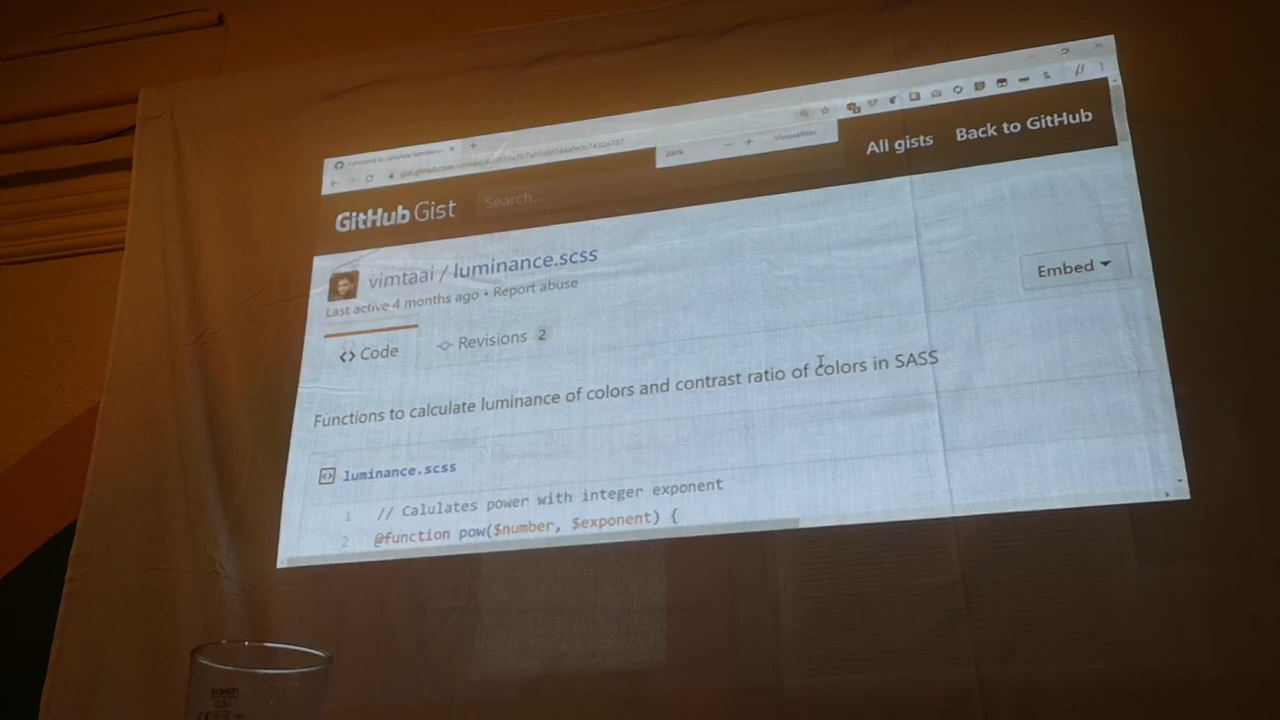 200%
All gists Back to GitHub
GitHub Gist Search...
vimtaai / luminance.scss
Last active 4 months ago • Report abuse
Embed
Code Revisions 2
Functions to calculate luminance of colors and contrast ratio of colors in SASS
luminance.scss
1 // Calulates power with integer exponent
2 @function pow($number, $exponent) {